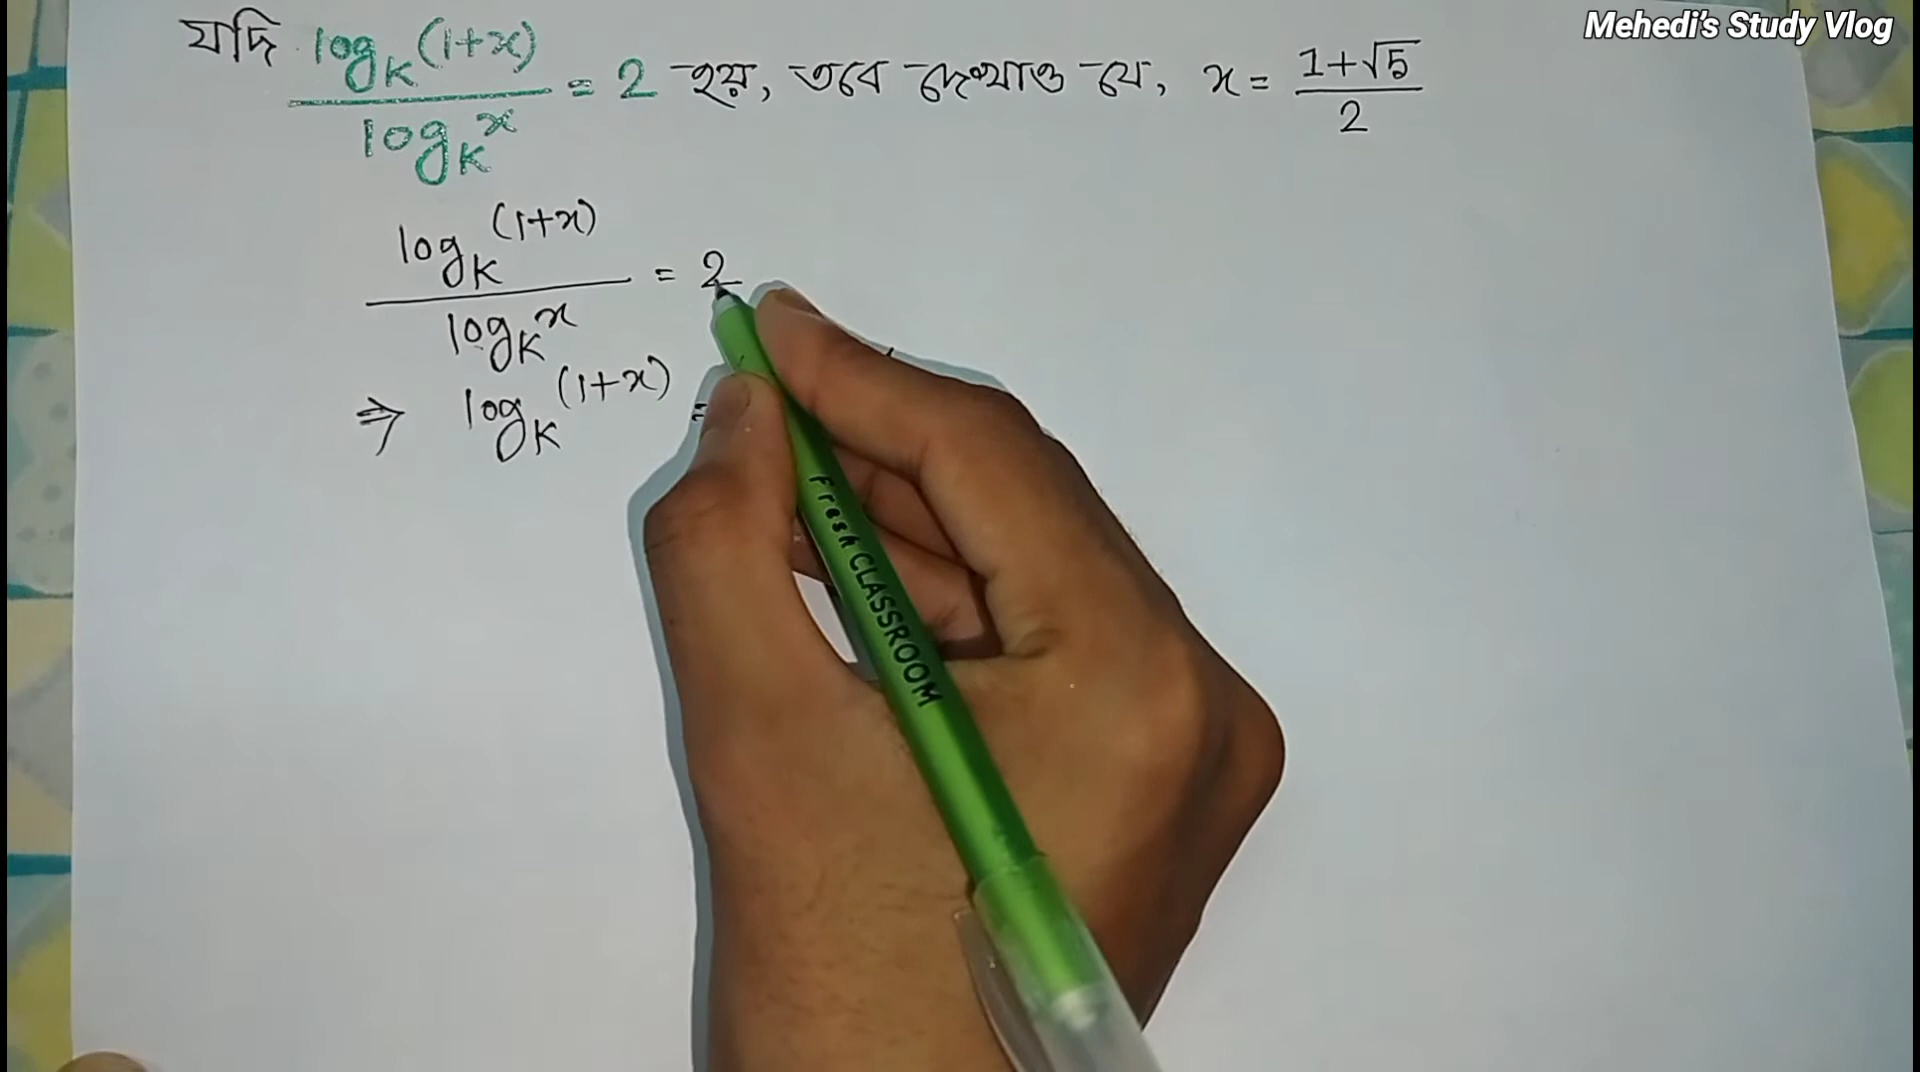 Mehedi's Study Vlog
যদি log_K(1+x) / log_K x = 2 হয়, তবে দেখাও যে, x = (1+√5)/2
log_K(1+x) / log_K x = 2
⇒ log_K(1+x) =
Fresh CLASSROOM